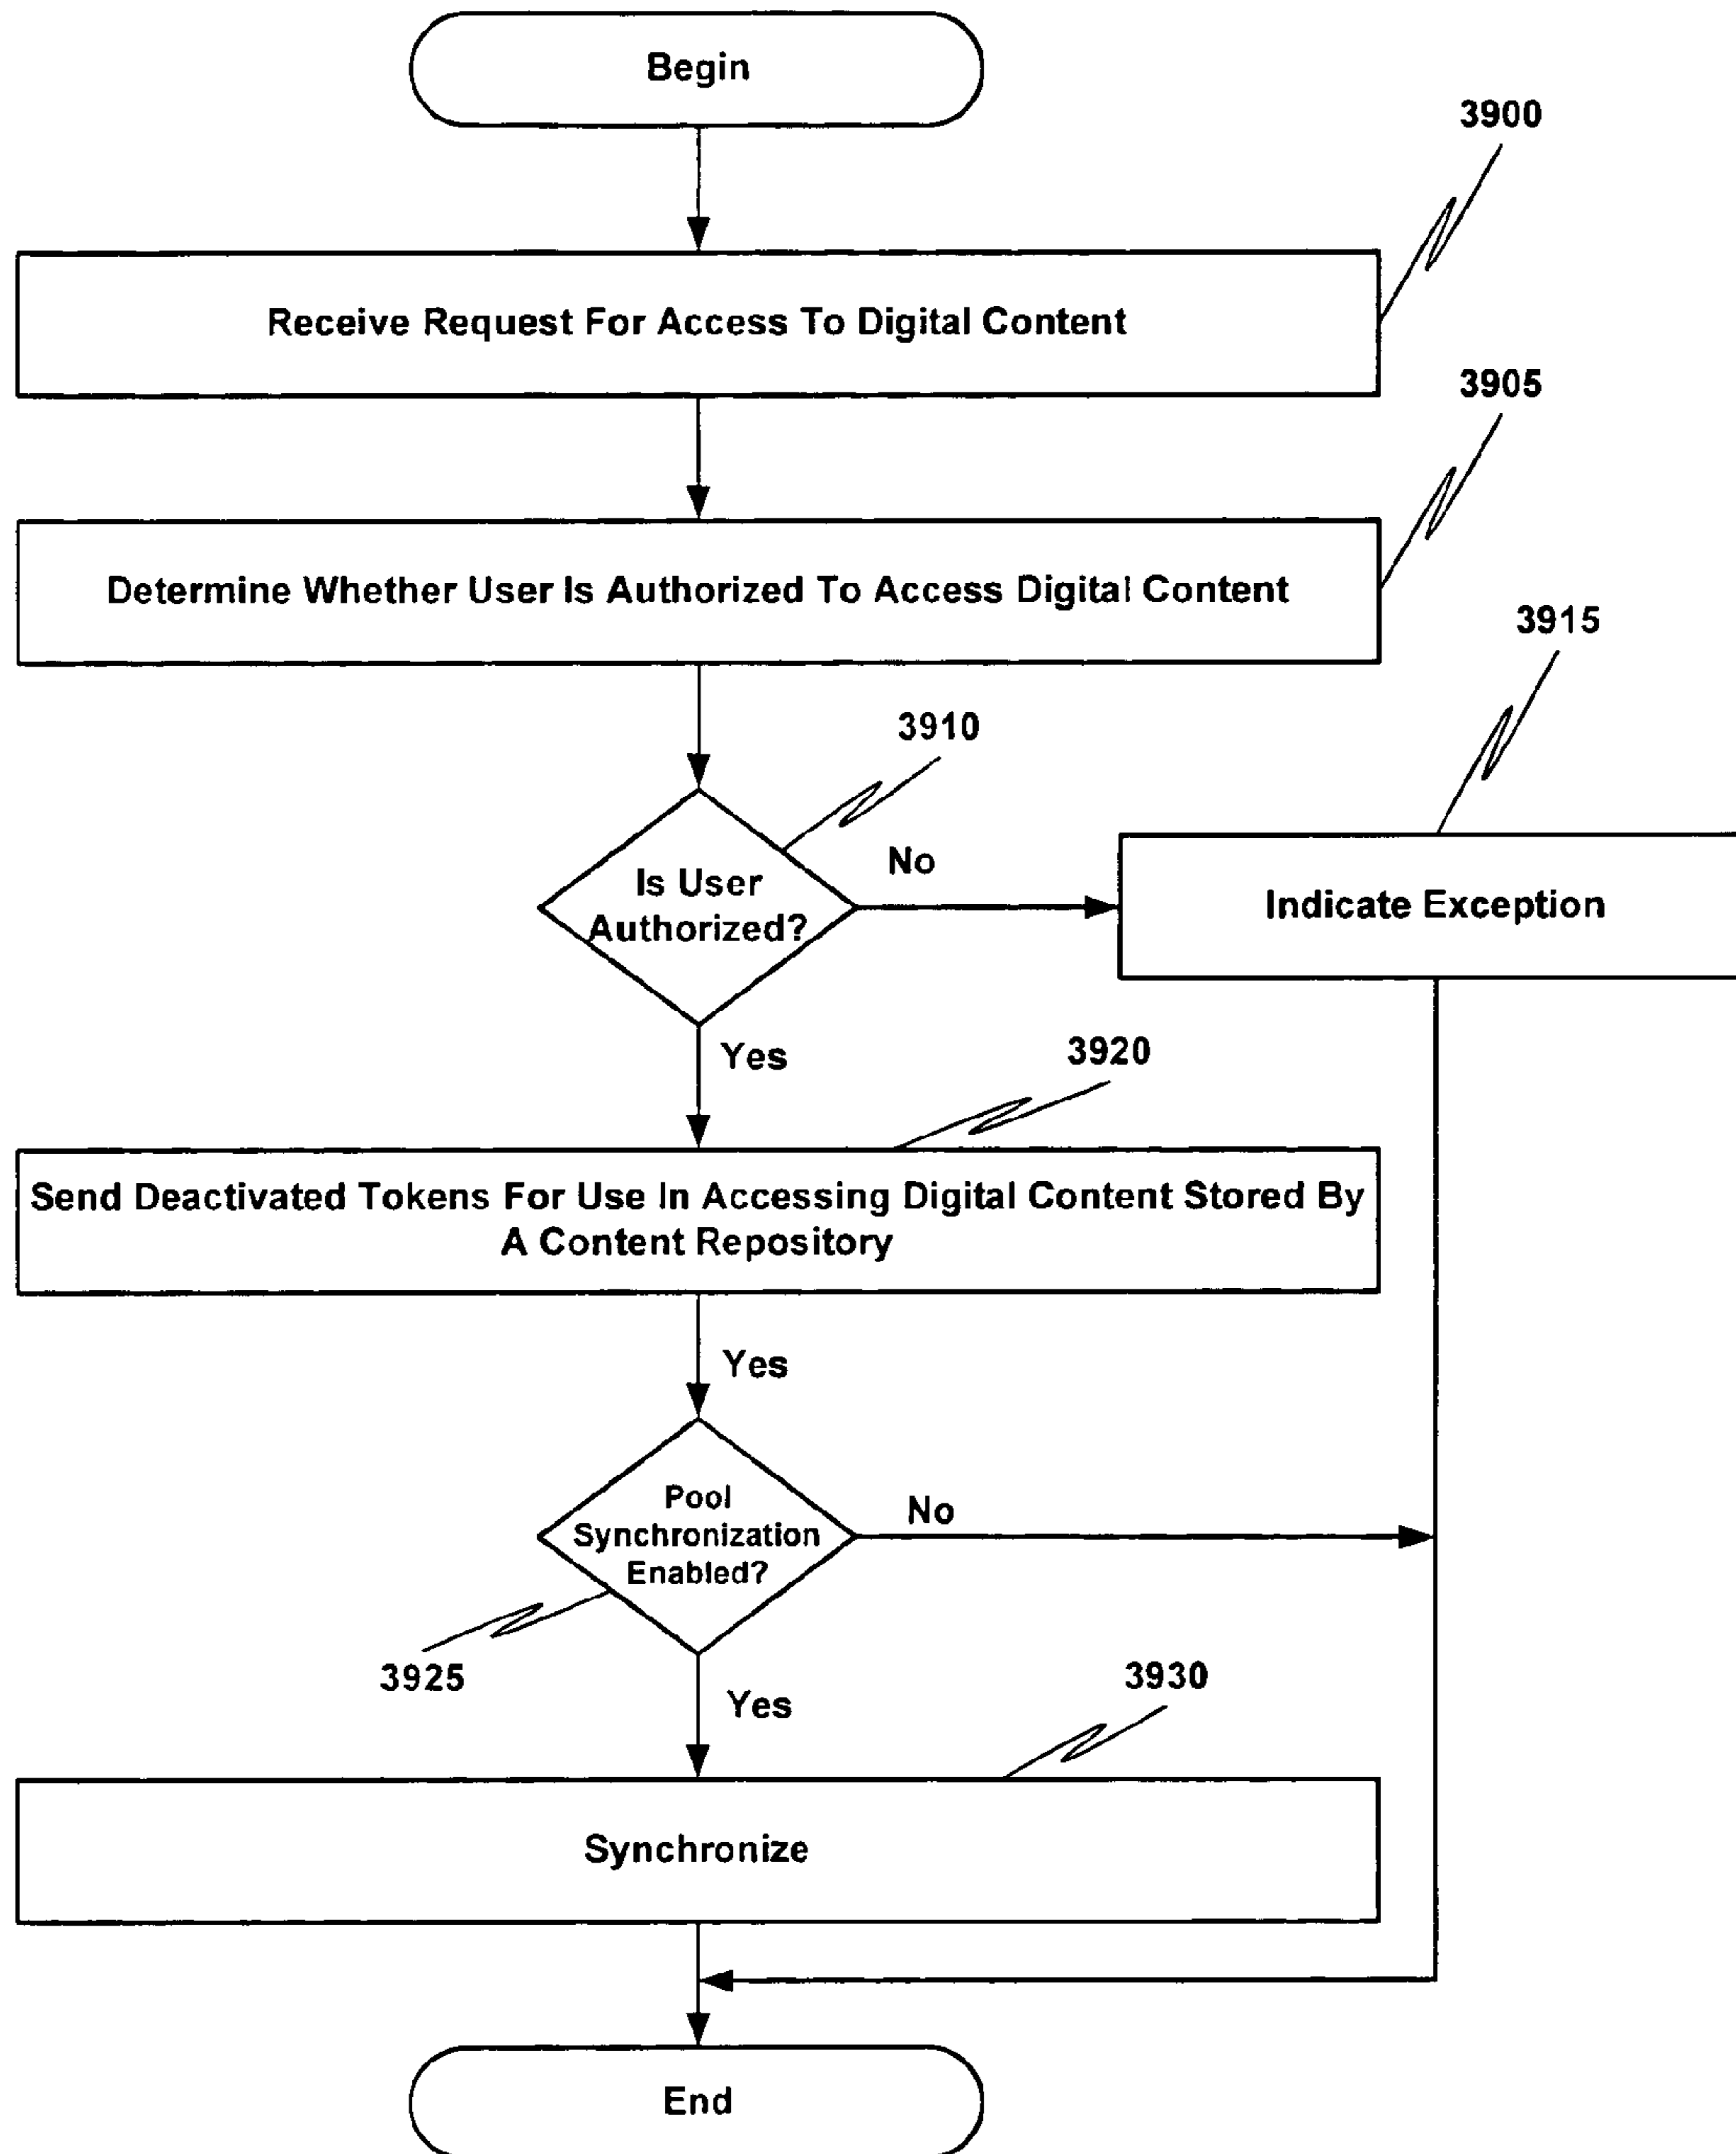 Begin
3900
Receive Request For Access To Digital Content
3905
Determine Whether User Is Authorized To Access Digital Content
3915
3910
No
Is User
Authorized?
Indicate Exception
Yes
3920
Send Deactivated Tokens For Use In Accessing Digital Content Stored By
A Content Repository
Yes
Pool
Synchronization
Enabled?
No
3925
3930
Yes
Synchronize
End